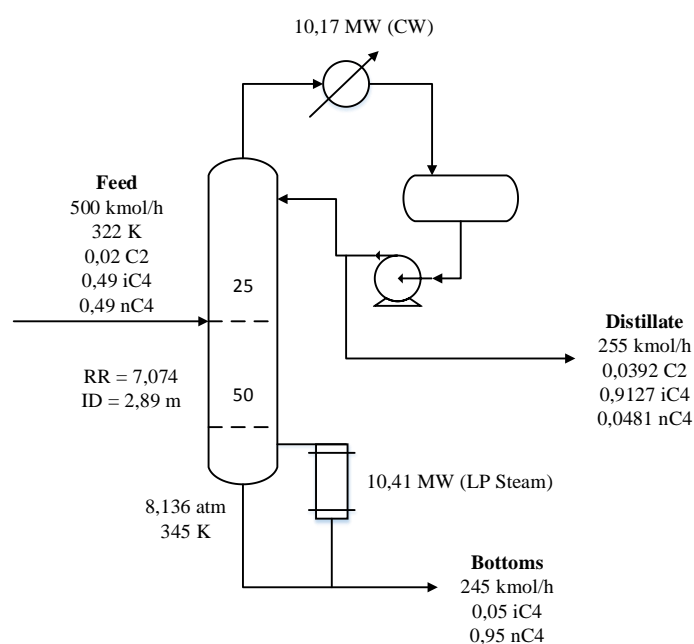 10,17 MW (CW)
Feed
500 kmol/h
322 K
0,02 C2
0,49 iC4
0,49 nC4
25
Distillate
255 kmol/h
0,0392 C2
0,9127 iC4
0,0481 nC4
RR = 7,074
ID = 2,89 m
50
10,41 MW (LP Steam)
8,136 atm
345 K
Bottoms
245 kmol/h
0,05 iC4
0,95 nC4